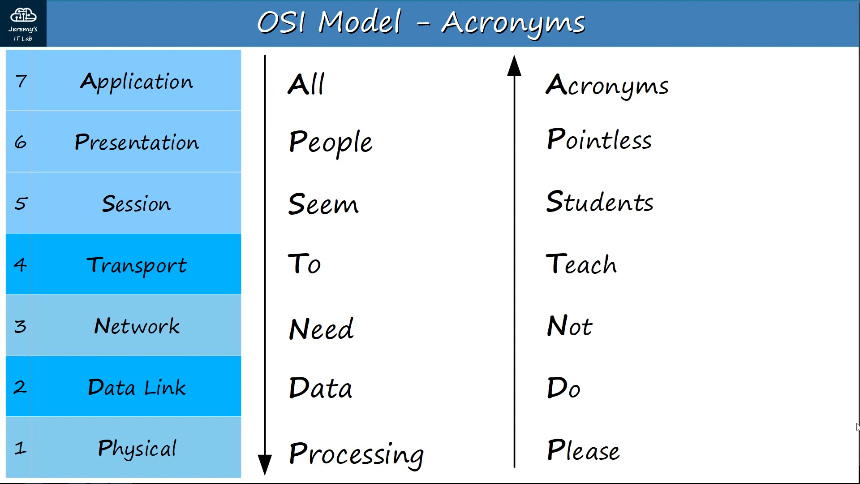 Jeremy's
IT Lab
OSI Model - Acronyms
7 Application All Acronyms
6 Presentation People Pointless
5 Session Seem Students
4 Transport To Teach
3 Network Need Not
2 Data Link Data Do
1 Physical Processing Please